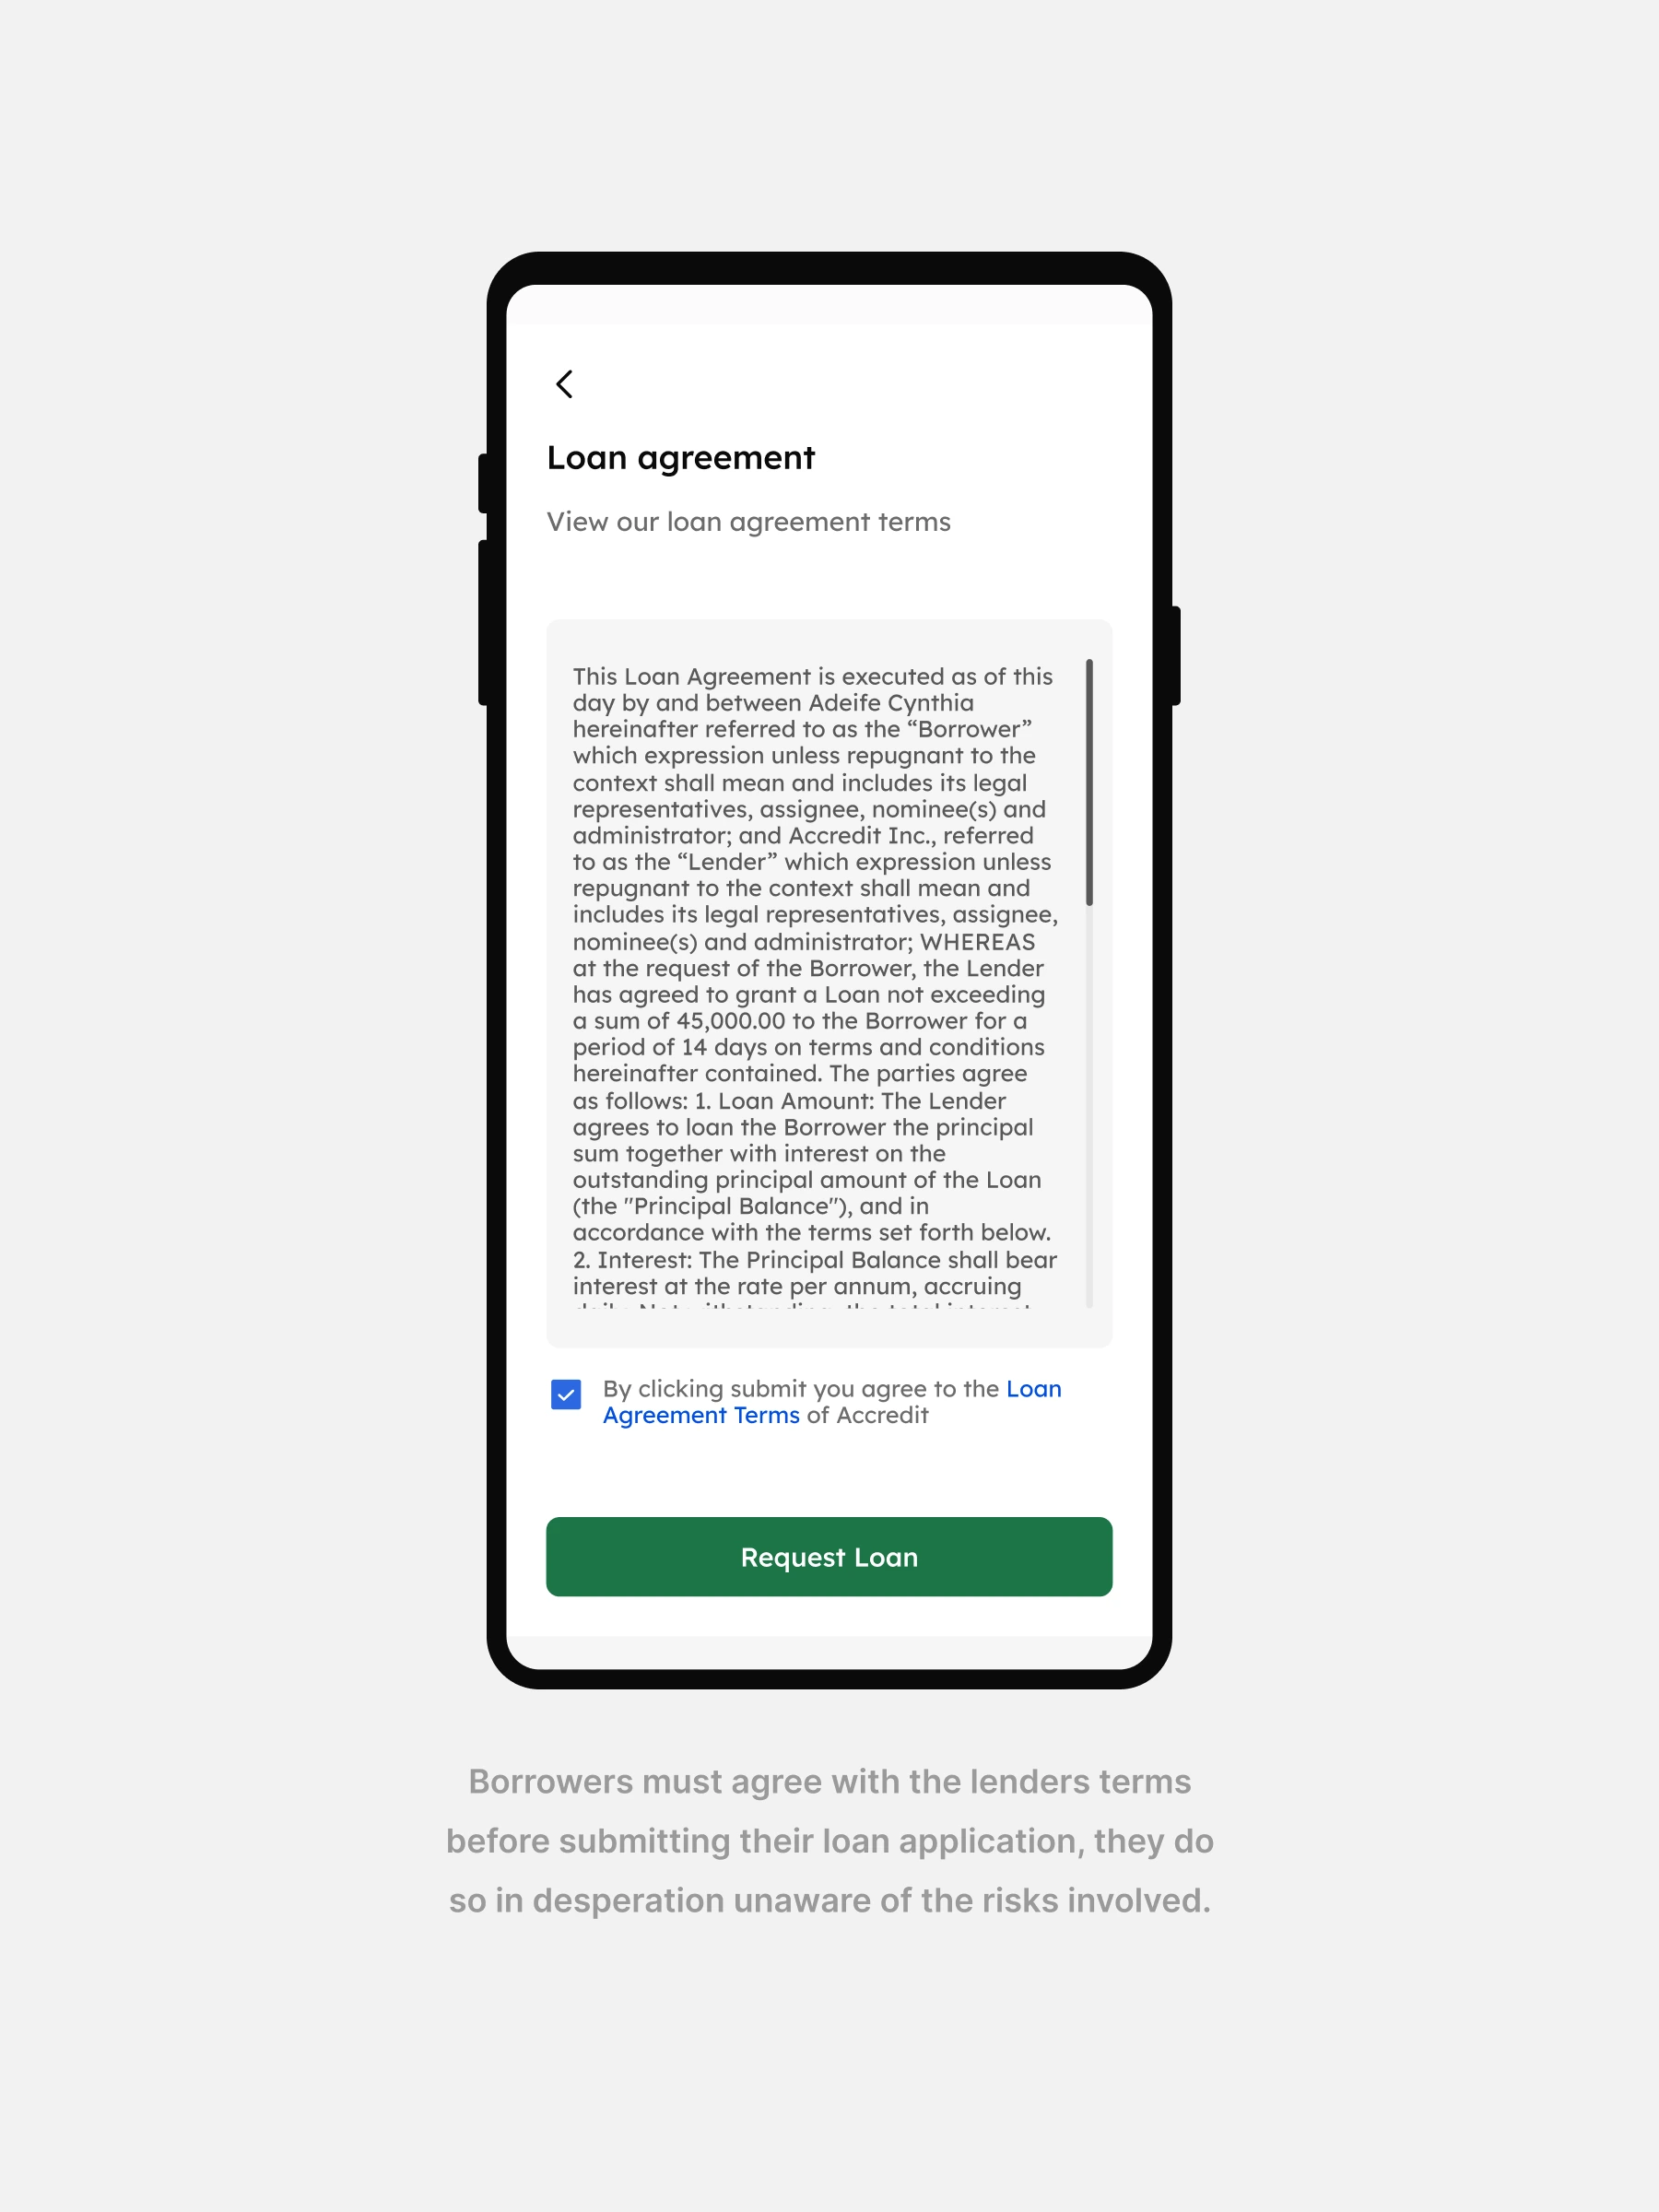 Loan agreement
View our loan agreement terms
This Loan Agreement is executed as of this
day by and between Adeife Cynthia
hereinafter referred to as the “Borrower”
which expression unless repugnant to the
context shall mean and includes its legal
representatives, assignee, nominee(s) and
administrator; and Accredit Inc., referred
to as the “Lender” which expression unless
repugnant to the context shall mean and
includes its legal representatives, assignee,
nominee(s) and administrator; WHEREAS
at the request of the Borrower, the Lender
has agreed to grant a Loan not exceeding
a sum of 45,000.00 to the Borrower for a
period of 14 days on terms and conditions
hereinafter contained. The parties agree
as follows: 1. Loan Amount: The Lender
agrees to loan the Borrower the principal
sum together with interest on the
outstanding principal amount of the Loan
(the "Principal Balance"), and in
accordance with the terms set forth below.
2. Interest: The Principal Balance shall bear
interest at the rate per annum, accruing
By clicking submit you agree to the Loan
Agreement Terms of Accredit
Request Loan
Borrowers must agree with the lenders terms
before submitting their loan application, they do
so in desperation unaware of the risks involved.